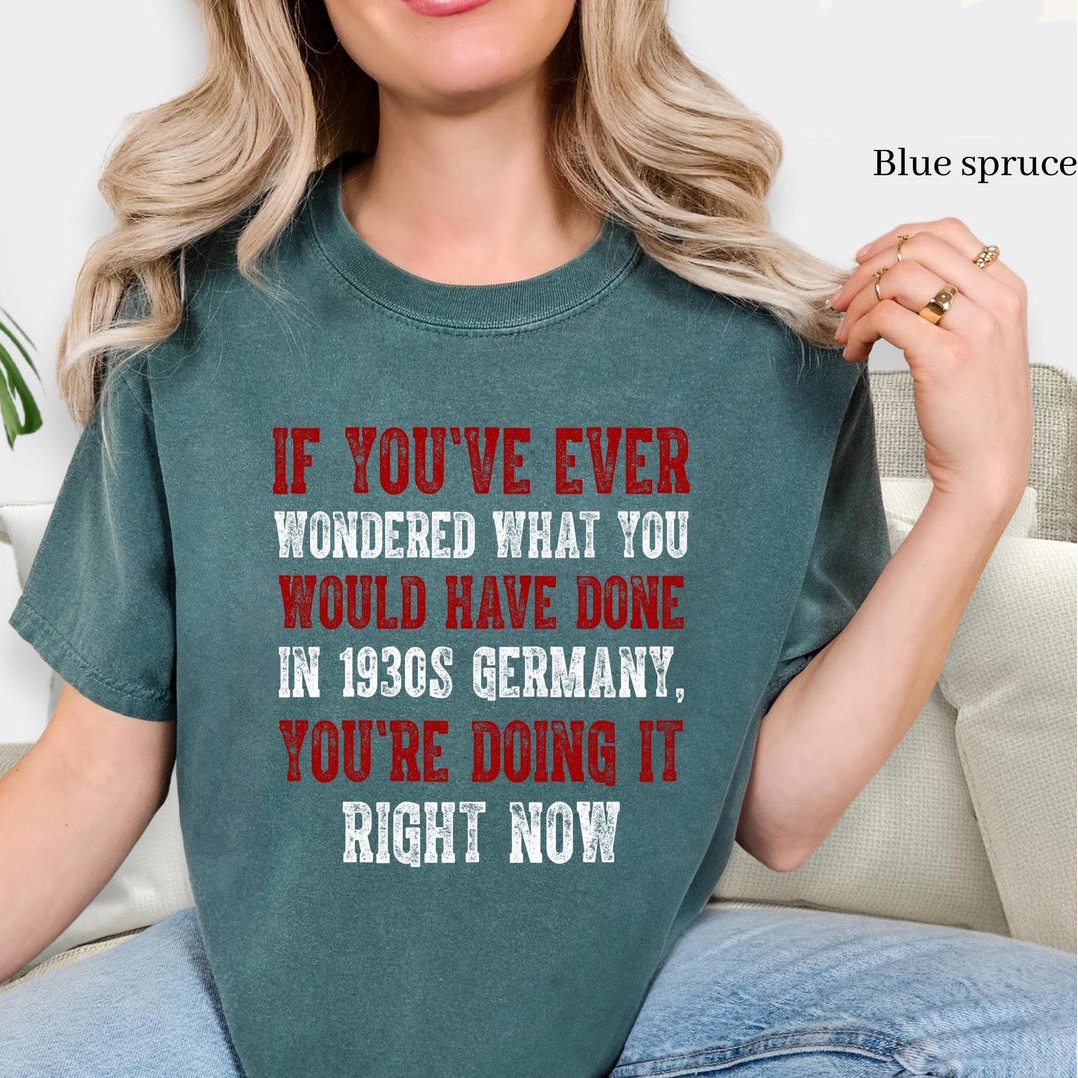 Blue spruce
IF YOU'VE EVER
WONDERED WHAT YOU
WOULD HAVE DONE
IN 1930S GERMANY,
YOU'RE DOING IT
RIGHT NOW